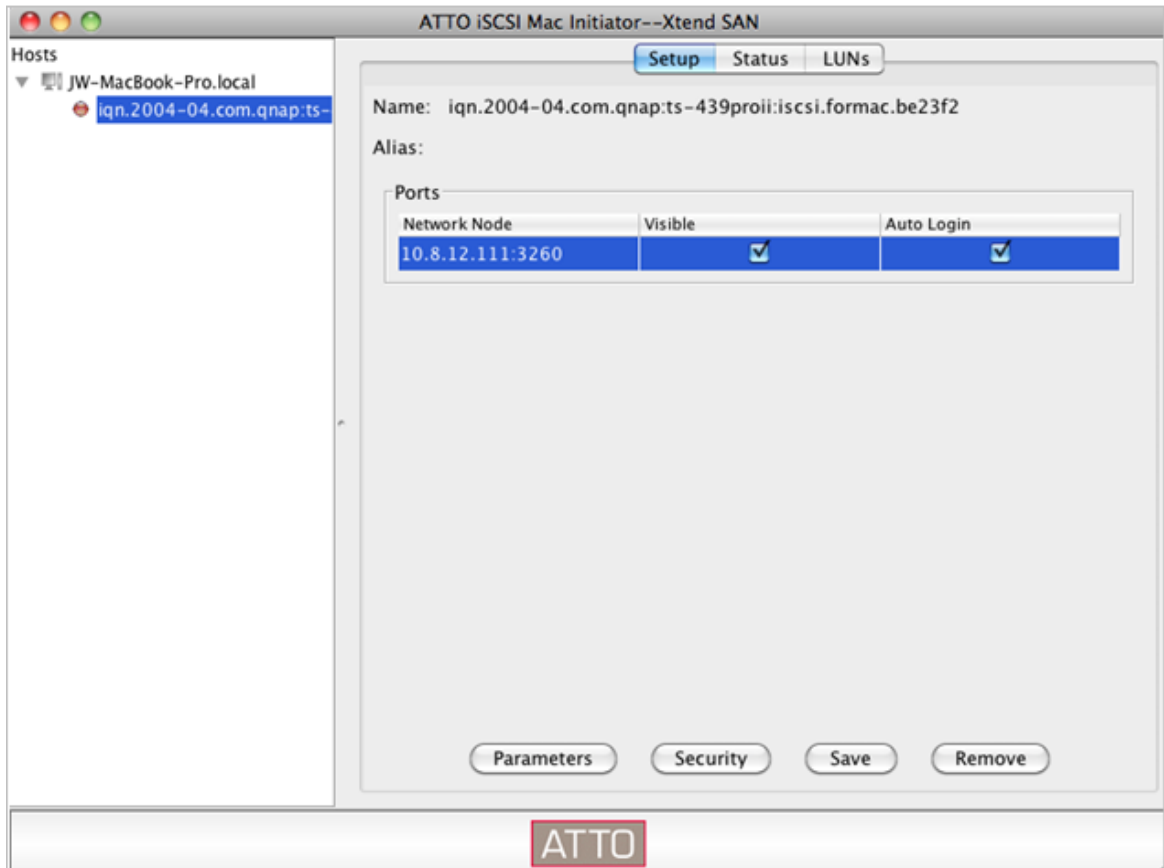 ATTO iSCSI Mac Initiator--Xtend SAN
Hosts
JW-MacBook-Pro.local
iqn.2004-04.com.qnap:ts-
Setup Status LUNs
Name: iqn.2004-04.com.qnap:ts-439proii:iscsi.formac.be23f2
Alias:
Ports
Network Node Visible Auto Login
10.8.12.111:3260
Parameters Security Save Remove
ATTO